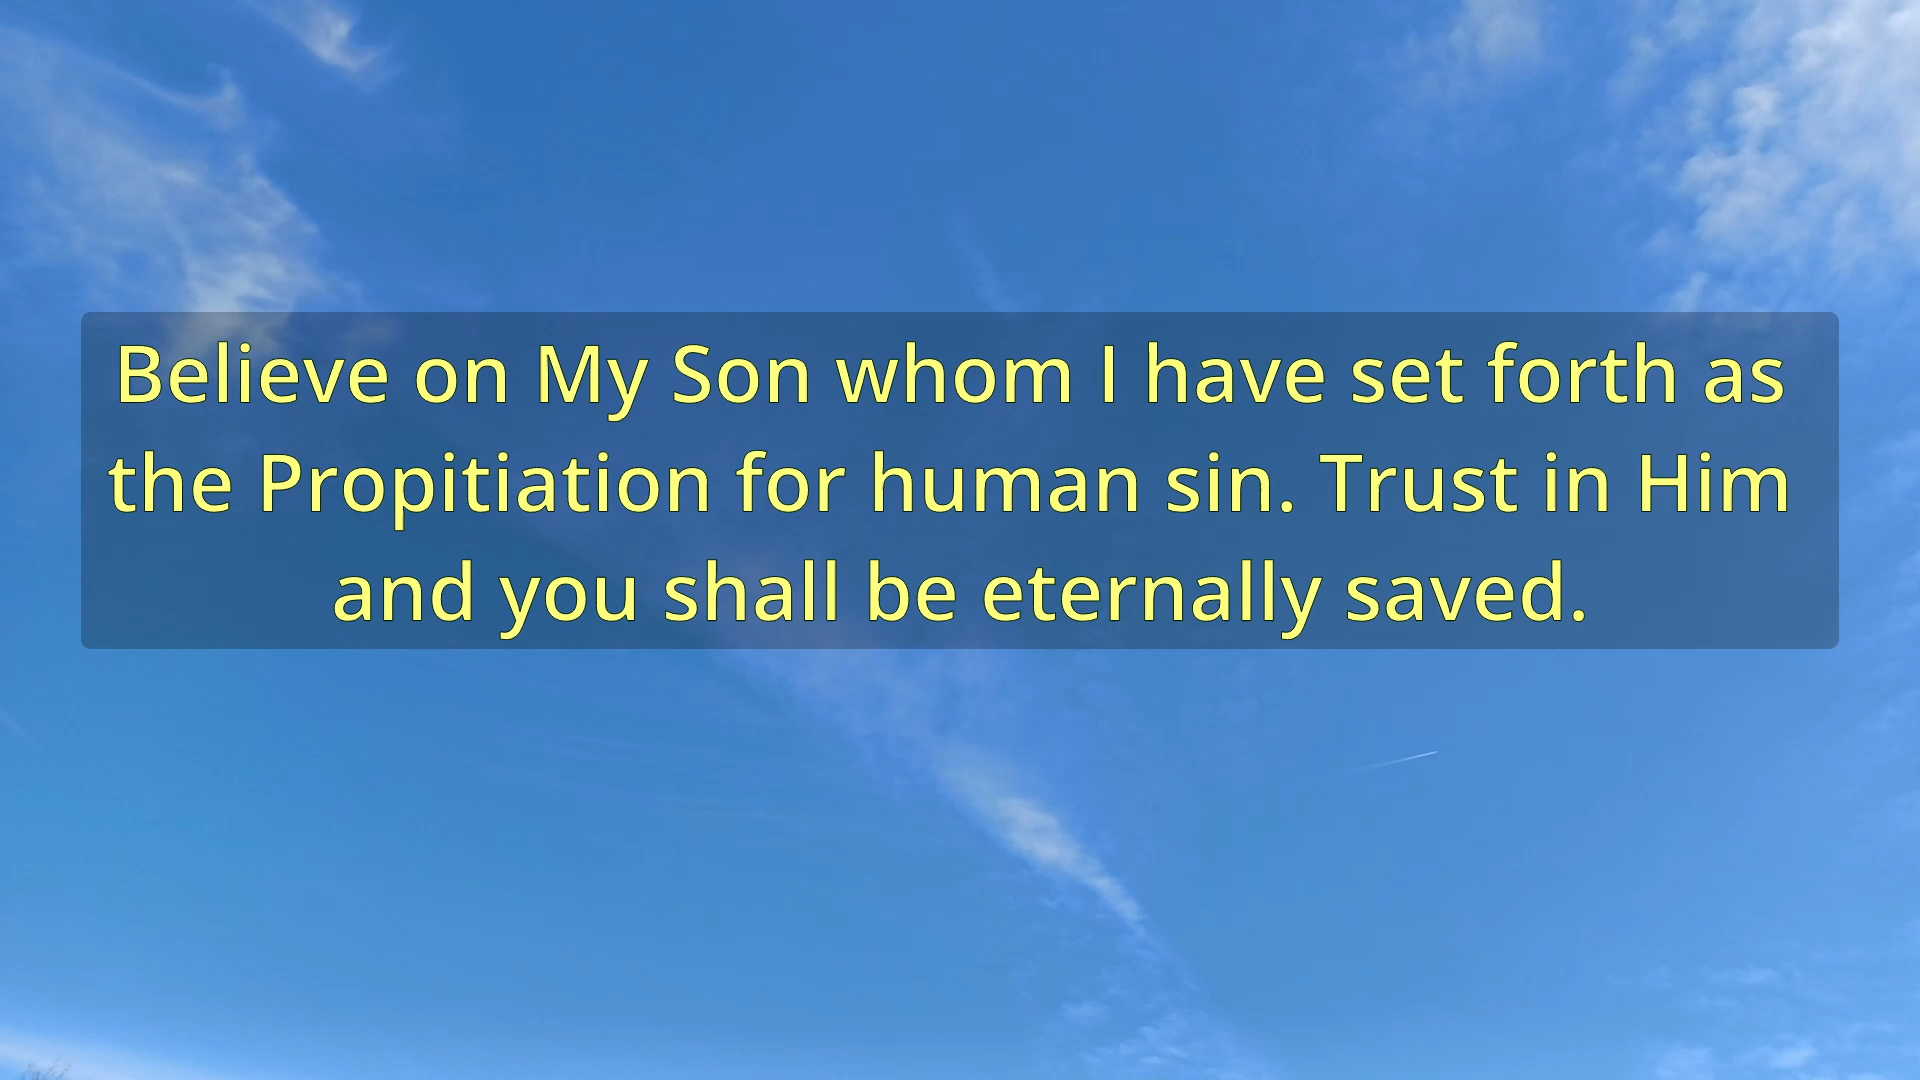 Believe on My Son whom I have set forth as
the Propitiation for human sin. Trust in Him
and you shall be eternally saved.